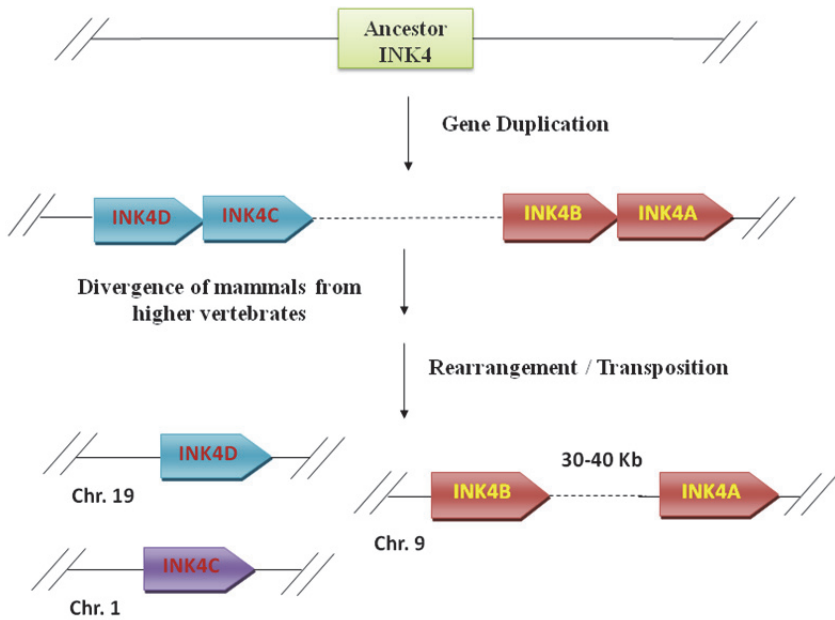 Ancestor
INK4
Gene Duplication
INK4D
INK4C
INK4B
INK4A
Divergence of mammals from
higher vertebrates
Rearrangement / Transposition
INK4D
Chr. 19
30-40 Kb
INK4B
INK4A
Chr. 9
INK4C
Chr. 1